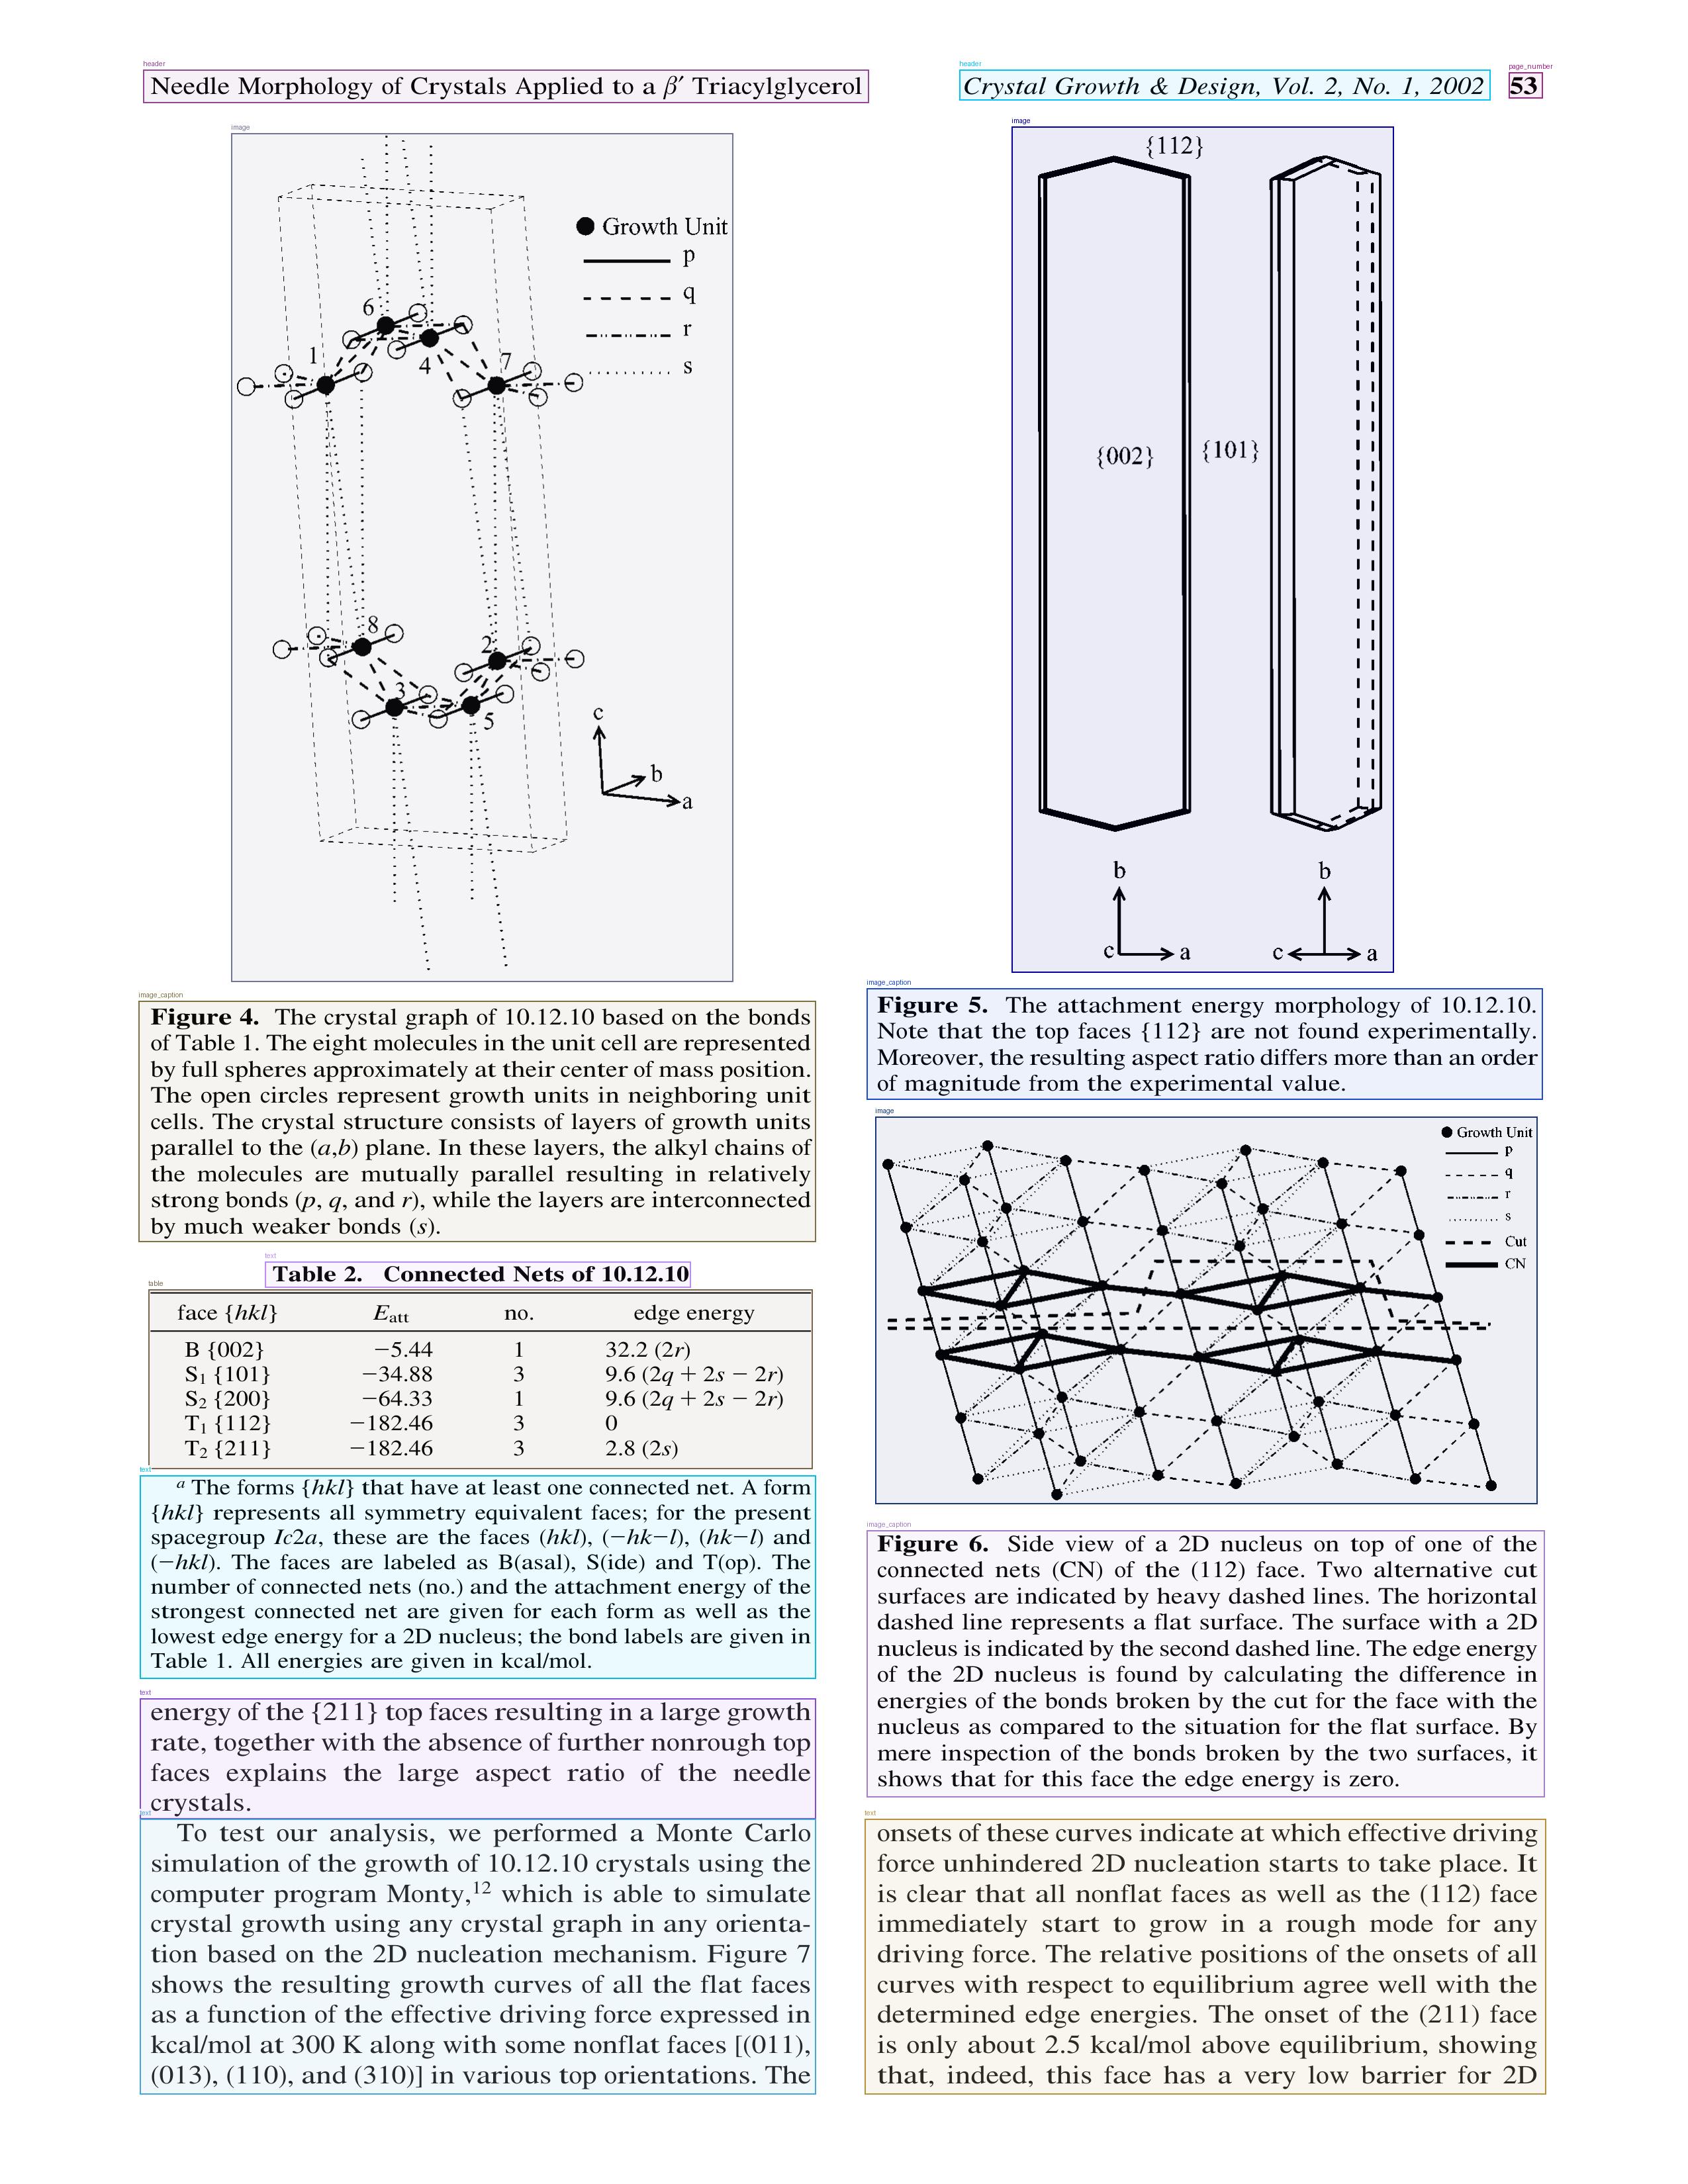 header
Needle Morphology of Crystals Applied to a β′ Triacylglycerol
header
Crystal Growth & Design, Vol. 2, No. 1, 2002
page_number
53
image
Growth Unit
p
q
r
s
6
1
4
7
8
2
3
5
c
b
a
image_caption
Figure 4. The crystal graph of 10.12.10 based on the bonds
of Table 1. The eight molecules in the unit cell are represented
by full spheres approximately at their center of mass position.
The open circles represent growth units in neighboring unit
cells. The crystal structure consists of layers of growth units
parallel to the (a,b) plane. In these layers, the alkyl chains of
the molecules are mutually parallel resulting in relatively
strong bonds (p, q, and r), while the layers are interconnected
by much weaker bonds (s).
text
Table 2. Connected Nets of 10.12.10
table
face {hkl} Eatt no. edge energy
B {002} −5.44 1 32.2 (2r)
S1 {101} −34.88 3 9.6 (2q + 2s − 2r)
S2 {200} −64.33 1 9.6 (2q + 2s − 2r)
T1 {112} −182.46 3 0
T2 {211} −182.46 3 2.8 (2s)
text
a The forms {hkl} that have at least one connected net. A form
{hkl} represents all symmetry equivalent faces; for the present
spacegroup Ic2a, these are the faces (hkl), (−hk−l), (hk−l) and
(−hkl). The faces are labeled as B(asal), S(ide) and T(op). The
number of connected nets (no.) and the attachment energy of the
strongest connected net are given for each form as well as the
lowest edge energy for a 2D nucleus; the bond labels are given in
Table 1. All energies are given in kcal/mol.
text
energy of the {211} top faces resulting in a large growth
rate, together with the absence of further nonrough top
faces explains the large aspect ratio of the needle
crystals.
text
To test our analysis, we performed a Monte Carlo
simulation of the growth of 10.12.10 crystals using the
computer program Monty,12 which is able to simulate
crystal growth using any crystal graph in any orienta-
tion based on the 2D nucleation mechanism. Figure 7
shows the resulting growth curves of all the flat faces
as a function of the effective driving force expressed in
kcal/mol at 300 K along with some nonflat faces [(011),
(013), (110), and (310)] in various top orientations. The
image
{112}
{002}
{101}
b
c
a
b
c
a
image_caption
Figure 5. The attachment energy morphology of 10.12.10.
Note that the top faces {112} are not found experimentally.
Moreover, the resulting aspect ratio differs more than an order
of magnitude from the experimental value.
image
Growth Unit
p
q
r
s
Cut
CN
image_caption
Figure 6. Side view of a 2D nucleus on top of one of the
connected nets (CN) of the (112) face. Two alternative cut
surfaces are indicated by heavy dashed lines. The horizontal
dashed line represents a flat surface. The surface with a 2D
nucleus is indicated by the second dashed line. The edge energy
of the 2D nucleus is found by calculating the difference in
energies of the bonds broken by the cut for the face with the
nucleus as compared to the situation for the flat surface. By
mere inspection of the bonds broken by the two surfaces, it
shows that for this face the edge energy is zero.
text
onsets of these curves indicate at which effective driving
force unhindered 2D nucleation starts to take place. It
is clear that all nonflat faces as well as the (112) face
immediately start to grow in a rough mode for any
driving force. The relative positions of the onsets of all
curves with respect to equilibrium agree well with the
determined edge energies. The onset of the (211) face
is only about 2.5 kcal/mol above equilibrium, showing
that, indeed, this face has a very low barrier for 2D